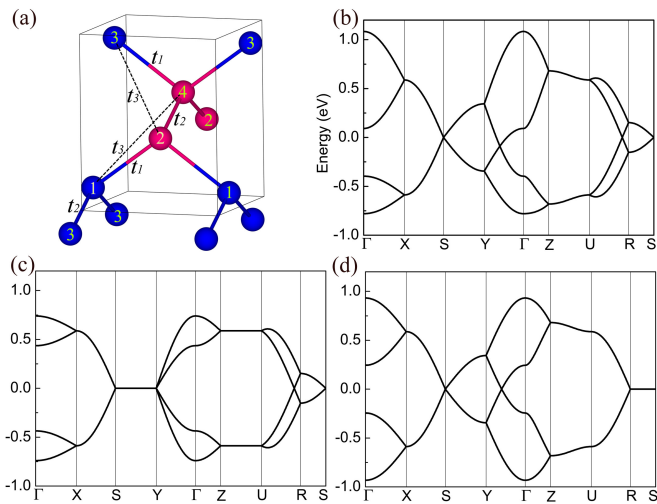 (a)
3
3
t1
t3
4
t2
2
2
t3
t1
1
1
t2
3
3
(b)
Energy (eV)
1.0
0.5
0.0
-0.5
-1.0
Γ X S Y Γ Z U R S
(c)
1.0
0.5
0.0
-0.5
-1.0
Γ X S Y Γ Z U R S
(d)
1.0
0.5
0.0
-0.5
-1.0
Γ X S Y Γ Z U R S